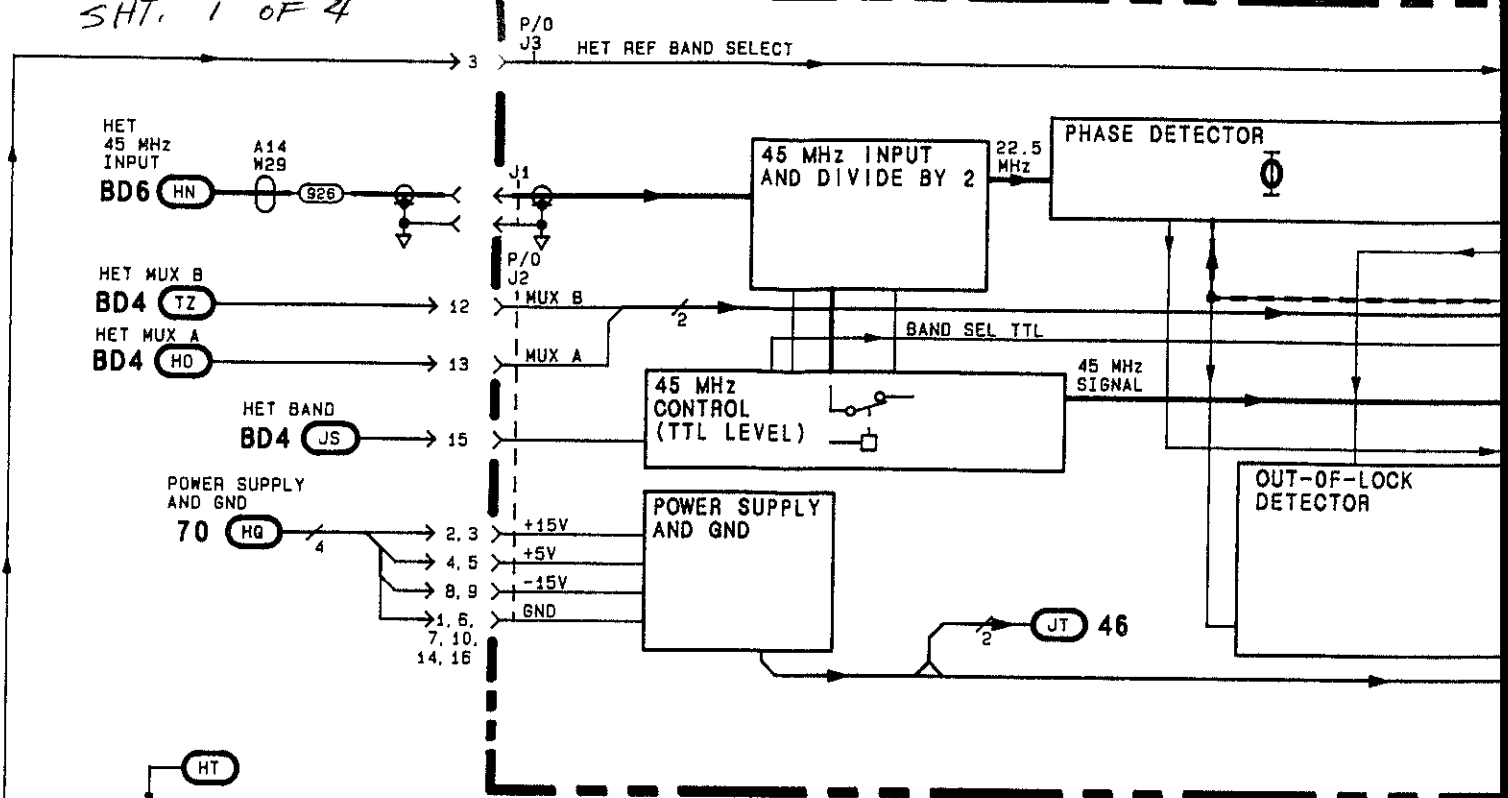 SHT. 1 OF 4
P/O
J3
3
HET REF BAND SELECT
HET
45 MHz
INPUT
BD6 HN
A14
W29
926
J1
45 MHz INPUT
AND DIVIDE BY 2
22.5
MHz
PHASE DETECTOR
Φ
P/O
J2
HET MUX B
BD4 TZ
12
MUX B
2
HET MUX A
BD4 HO
13
MUX A
BAND SEL TTL
45 MHz
CONTROL
(TTL LEVEL)
45 MHz
SIGNAL
HET BAND
BD4 JS
15
OUT-OF-LOCK
DETECTOR
POWER SUPPLY
AND GND
70 HQ
4
2, 3
+15V
4, 5
+5V
8, 9
-15V
1, 6,
7, 10,
14, 16
GND
POWER SUPPLY
AND GND
2
JT 46
HT